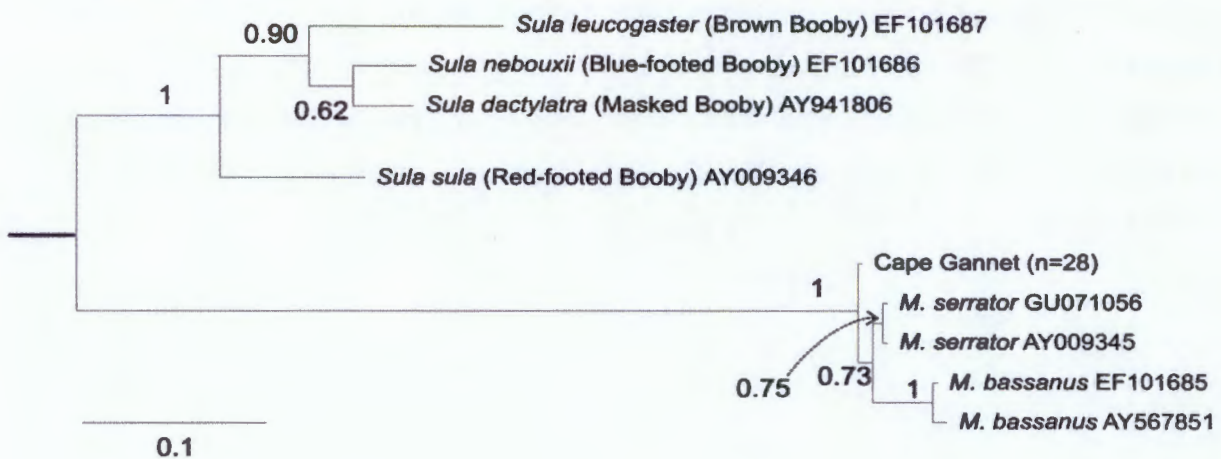 0.90
Sula leucogaster (Brown Booby) EF101687
Sula nebouxii (Blue-footed Booby) EF101686
1
0.62
Sula dactylatra (Masked Booby) AY941806
Sula sula (Red-footed Booby) AY009346
Cape Gannet (n=28)
1
M. serrator GU071056
M. serrator AY009345
0.75
0.73
1
M. bassanus EF101685
M. bassanus AY567851
0.1